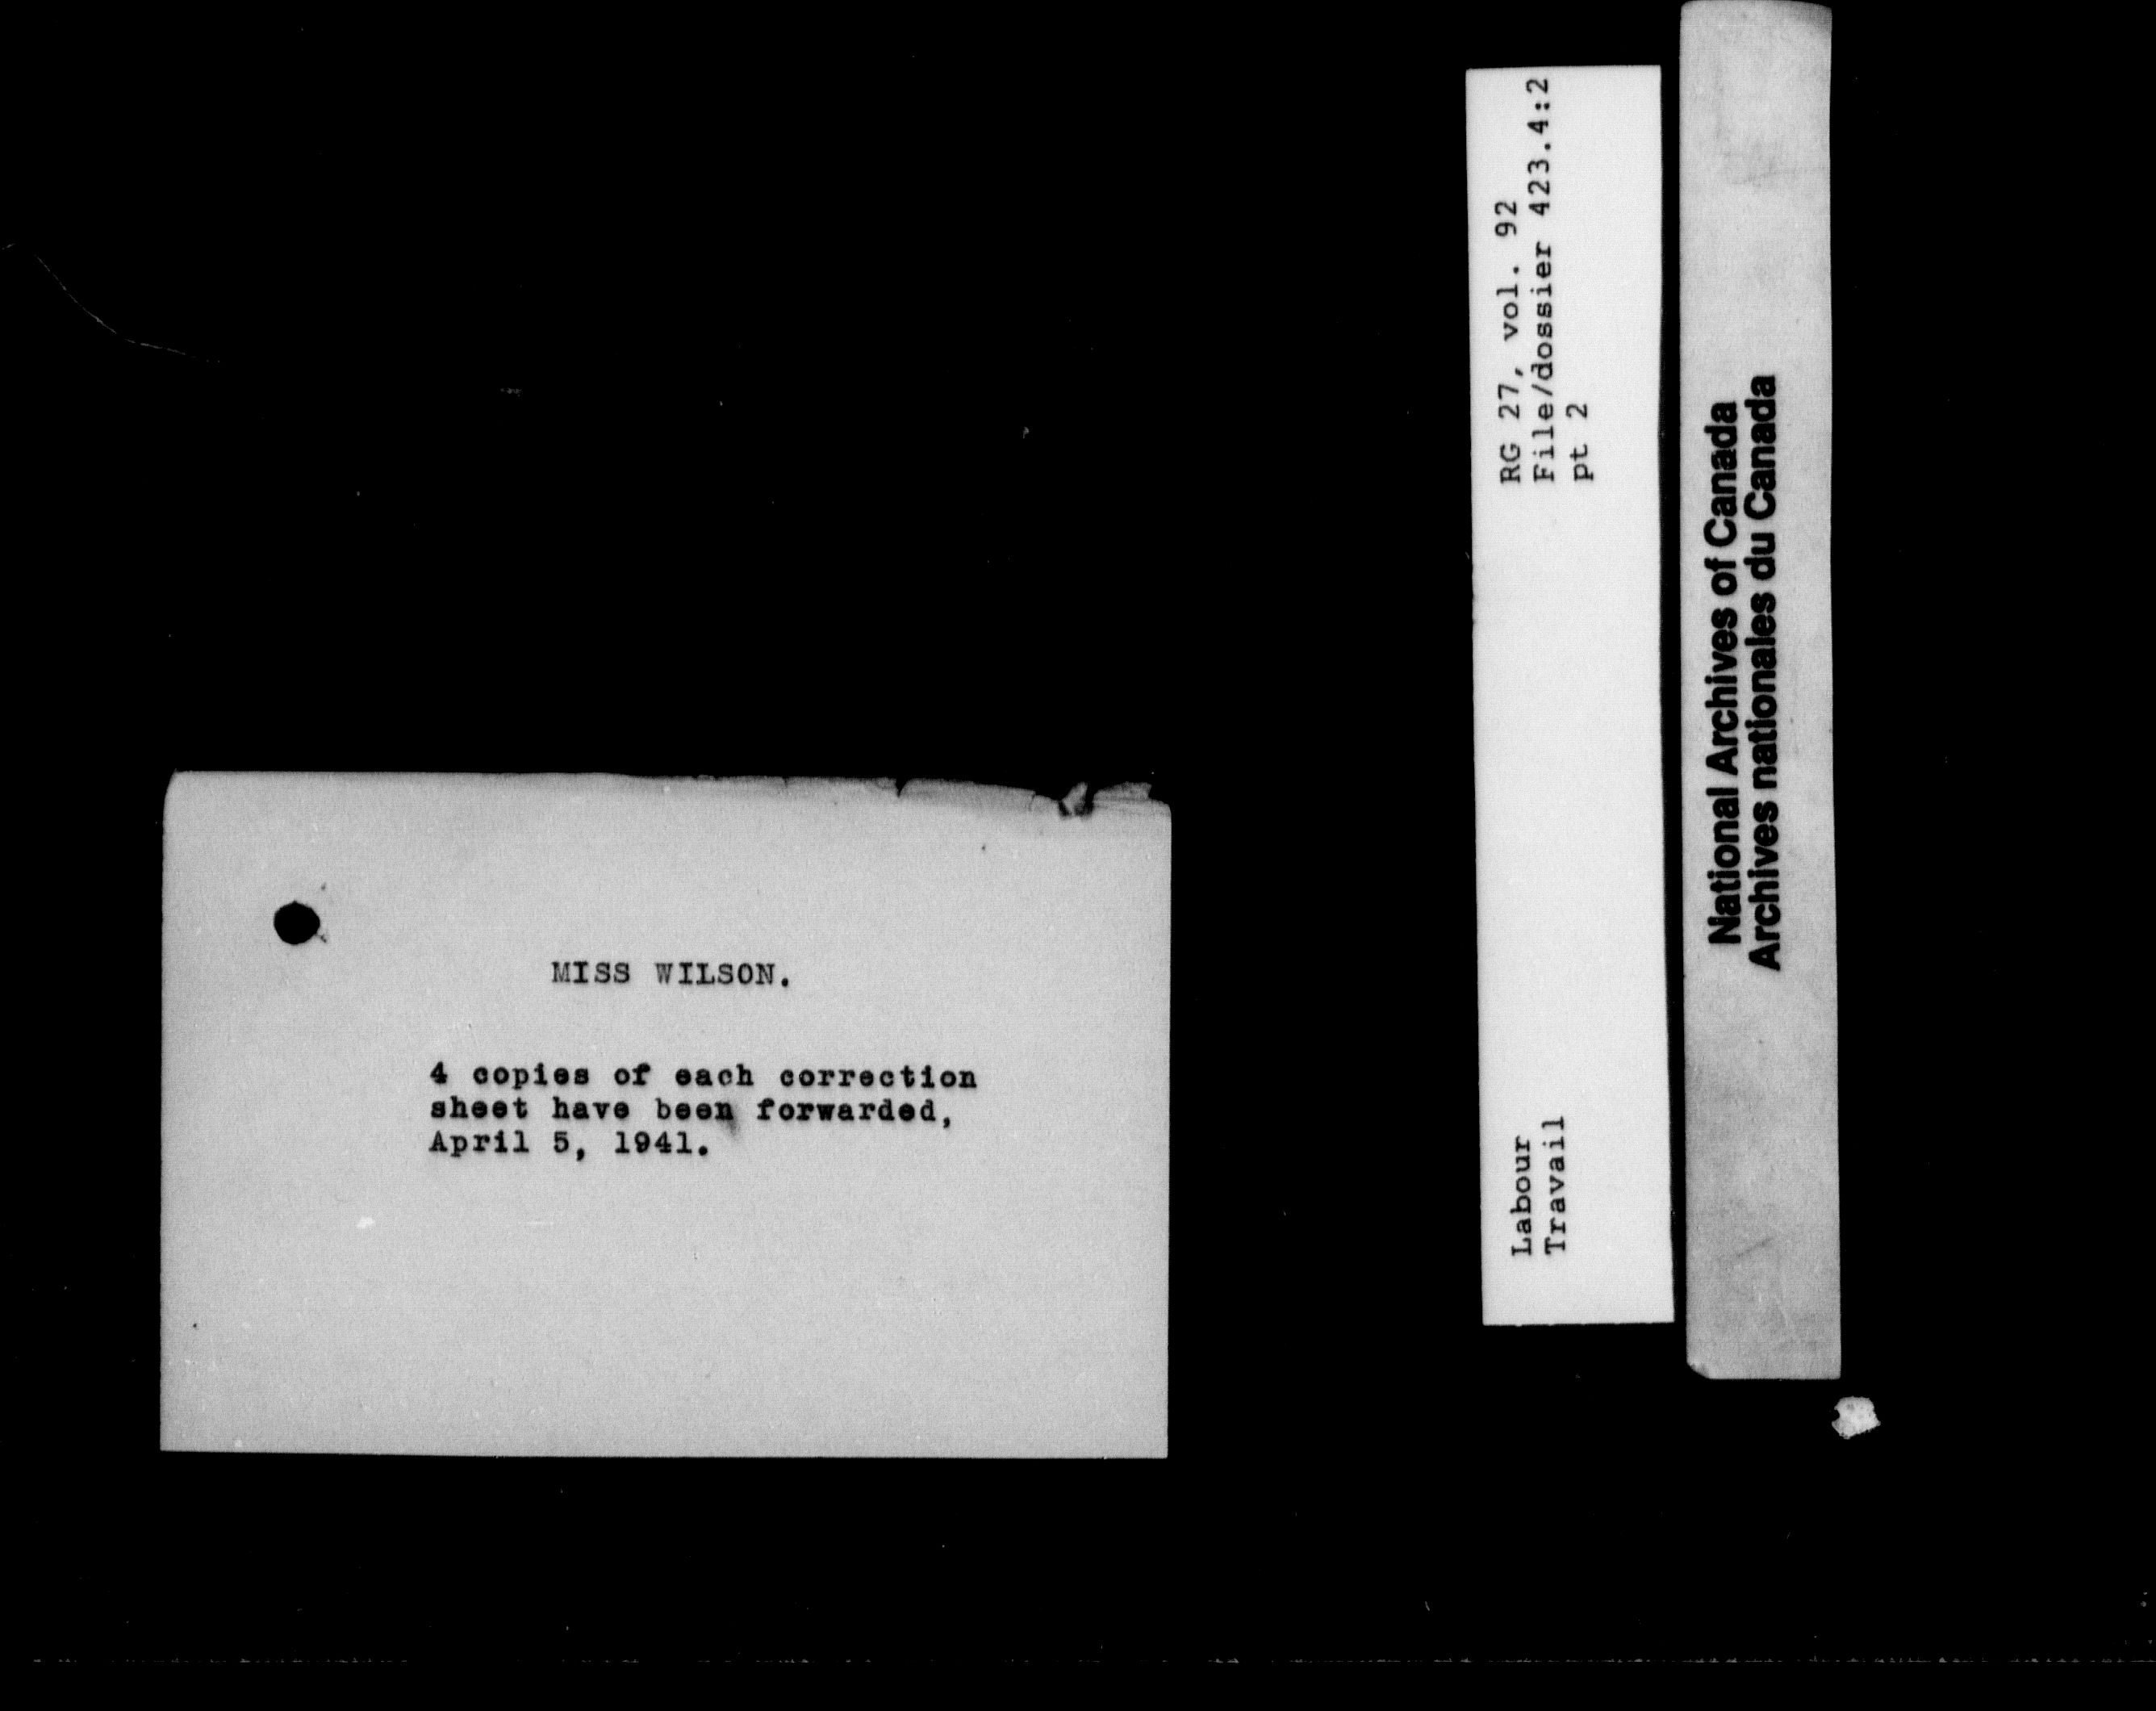 MISS WILSON.
4 copies of each correction
sheet have been forwarded,
April 5, 1941.
Labour
Travail
RG 27, vol. 92
File/dossier 423.4:2
pt 2
National Archives of Canada
Archives nationales du Canada